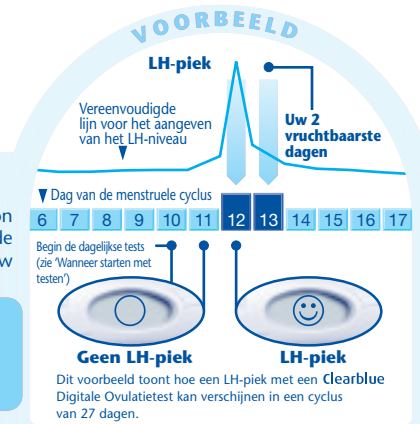 VOORBEELD
LH-piek
Vereenvoudigde
lijn voor het aangeven
van het LH-niveau
Uw 2
vruchtbaarste
dagen
Dag van de menstruele cyclus
6 7 8 9 10 11 12 13 14 15 16 17
Begin de dagelijkse tests
(zie 'Wanneer starten met
testen')
Geen LH-piek
LH-piek
Dit voorbeeld toont hoe een LH-piek met een Clearblue
Digitale Ovulatietest kan verschijnen in een cyclus
van 27 dagen.